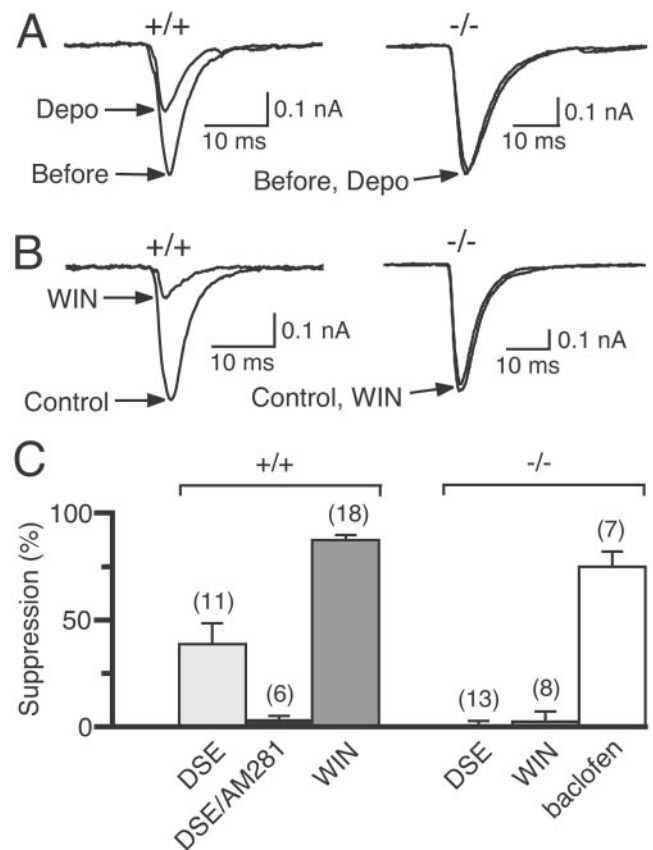 A
+/+
-/-
Depo
0.1 nA
10 ms
0.1 nA
10 ms
Before
Before, Depo
B
+/+
-/-
WIN
0.1 nA
10 ms
0.1 nA
10 ms
Control
Control, WIN
C
+/+
-/-
Suppression (%)
100
50
0
(11)
(6)
(18)
(13)
(8)
(7)
DSE
DSE/AM281
WIN
DSE
WIN
baclofen